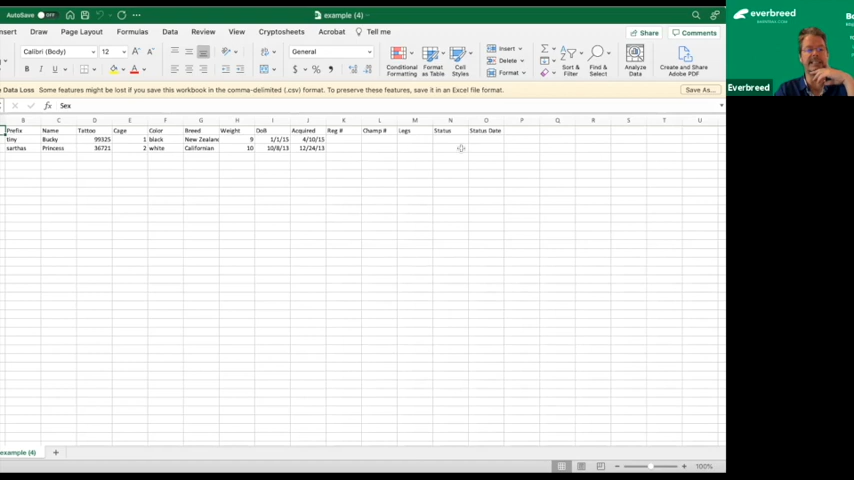 AutoSave OFF ••• example (4)
nsert Draw Page Layout Formulas Data Review View Cryptosheets Acrobat Tell me Share Comments
Calibri (Body) 12 A A General Insert Delete Format
B I U A $ % Conditional Formatting Format as Table Cell Styles Sort & Filter Find & Select Analyze Data Create and Share Adobe PDF
Data Loss Some features might be lost if you save this workbook in the comma-delimited (.csv) format. To preserve these features, save it in an Excel file format. Save As...
fx Sex
B C D E F G H I J K L M N O P Q R S T U
Prefix Name Tattoo Cage Color Breed Weight DoB Acquired Reg # Champ # Legs Status Status Date
tiny Bucky 99325 1 black New Zealand 9 1/1/15 4/10/15
sarthas Princess 36721 2 white Californian 10 10/8/13 12/24/13
example (4) +
100%
everbreed
Everbreed